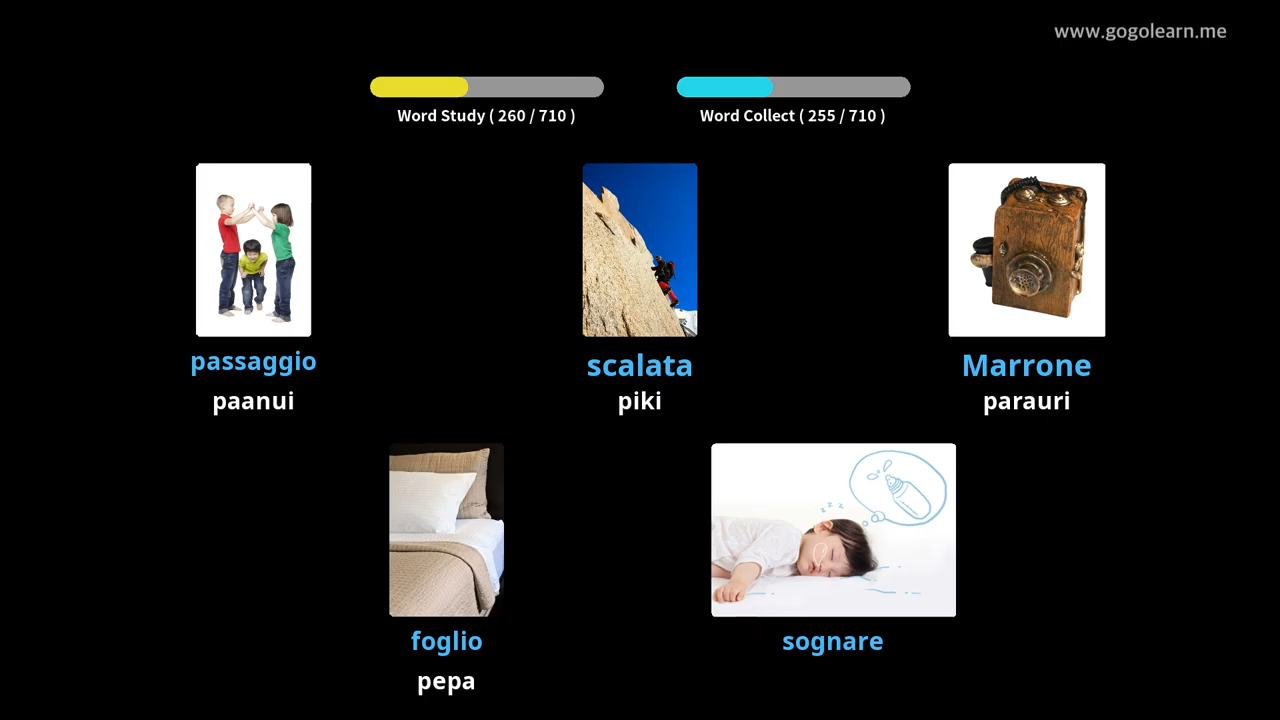 www.gogolearn.me
Word Study ( 260 / 710 )
Word Collect ( 255 / 710 )
passaggio
paanui
scalata
piki
Marrone
parauri
foglio
pepa
sognare